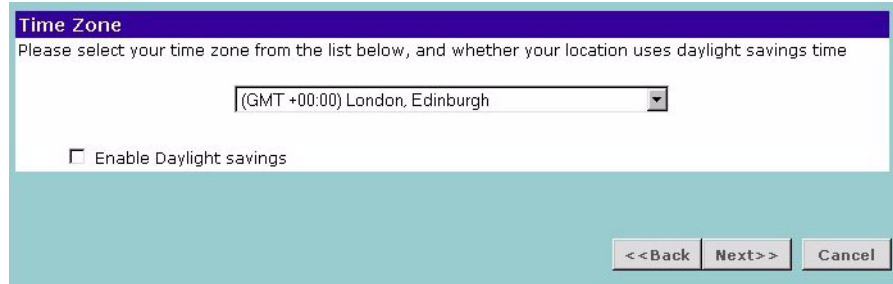 Time Zone
Please select your time zone from the list below, and whether your location uses daylight savings time
(GMT +00:00) London, Edinburgh
Enable Daylight savings
<<Back Next>> Cancel